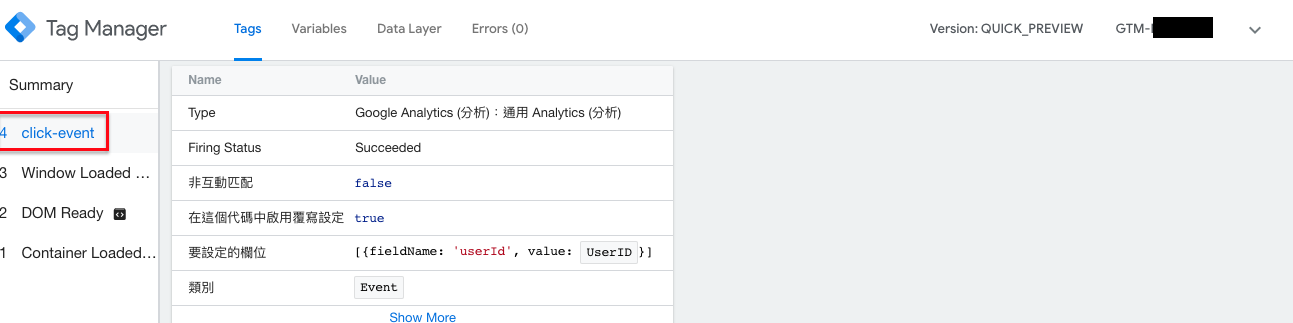 Tag Manager Tags Variables Data Layer Errors (0) Version: QUICK_PREVIEW GTM-
Summary
4 click-event
3 Window Loaded ...
2 DOM Ready
1 Container Loaded...
Name Value
Type Google Analytics (分析)：通用 Analytics (分析)
Firing Status Succeeded
非互動匹配 false
在這個代碼中啟用覆寫設定 true
要設定的欄位 [{fieldName: 'userId', value: UserID}]
類別 Event
Show More